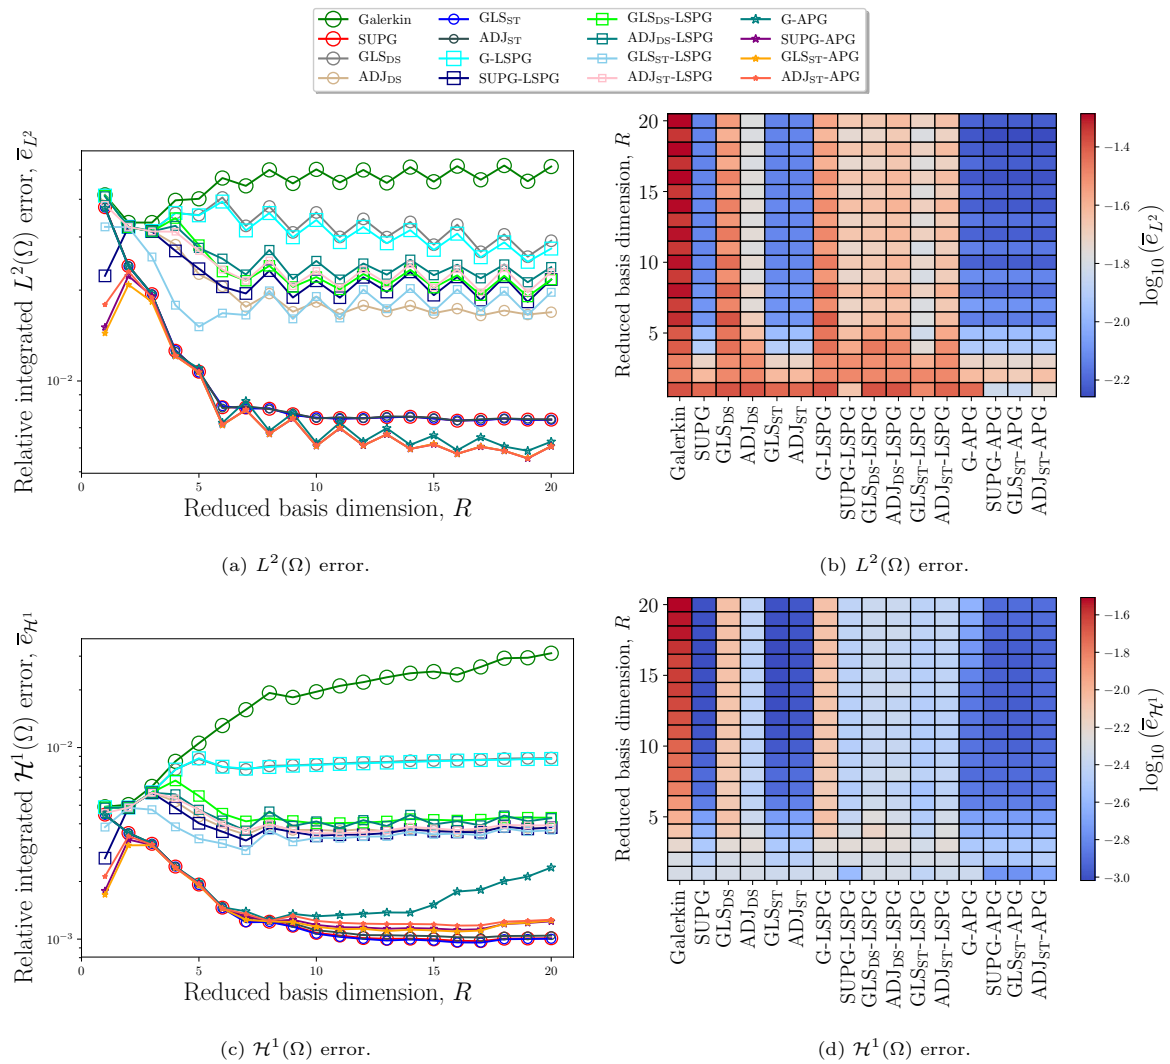 Galerkin
SUPG
GLS_DS
ADJ_DS
GLS_ST
ADJ_ST
G-LSPG
SUPG-LSPG
GLS_DS-LSPG
ADJ_DS-LSPG
GLS_ST-LSPG
ADJ_ST-LSPG
G-APG
SUPG-APG
GLS_ST-APG
ADJ_ST-APG
Relative integrated L²(Ω) error, e̅_{L²}
10⁻²
0 5 10 15 20
Reduced basis dimension, R
(a) L²(Ω) error.
Reduced basis dimension, R
20
15
10
5
Galerkin
SUPG
GLS_DS
ADJ_DS
GLS_ST
ADJ_ST
G-LSPG
SUPG-LSPG
GLS_DS-LSPG
ADJ_DS-LSPG
GLS_ST-LSPG
ADJ_ST-LSPG
G-APG
SUPG-APG
GLS_ST-APG
ADJ_ST-APG
−1.4
−1.6
−1.8
−2.0
−2.2
log₁₀(e̅_{L²})
(b) L²(Ω) error.
Relative integrated ℋ¹(Ω) error, e̅_{ℋ¹}
10⁻²
10⁻³
0 5 10 15 20
Reduced basis dimension, R
(c) ℋ¹(Ω) error.
Reduced basis dimension, R
20
15
10
5
Galerkin
SUPG
GLS_DS
ADJ_DS
GLS_ST
ADJ_ST
G-LSPG
SUPG-LSPG
GLS_DS-LSPG
ADJ_DS-LSPG
GLS_ST-LSPG
ADJ_ST-LSPG
G-APG
SUPG-APG
GLS_ST-APG
ADJ_ST-APG
−1.6
−1.8
−2.0
−2.2
−2.4
−2.6
−2.8
−3.0
log₁₀(e̅_{ℋ¹})
(d) ℋ¹(Ω) error.